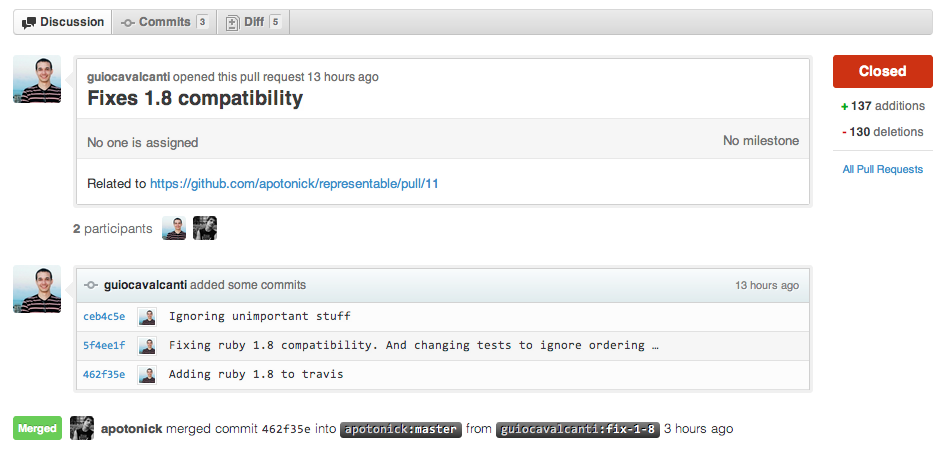 Discussion Commits 3 Diff 5
guiocavalcanti opened this pull request 13 hours ago
Closed
Fixes 1.8 compatibility
+ 137 additions
- 130 deletions
No one is assigned No milestone
All Pull Requests
Related to https://github.com/apotonick/representable/pull/11
2 participants
guiocavalcanti added some commits 13 hours ago
ceb4c5e Ignoring unimportant stuff
5f4ee1f Fixing ruby 1.8 compatibility. And changing tests to ignore ordering …
462f35e Adding ruby 1.8 to travis
Merged apotonick merged commit 462f35e into apotonick:master from guiocavalcanti:fix-1-8 3 hours ago